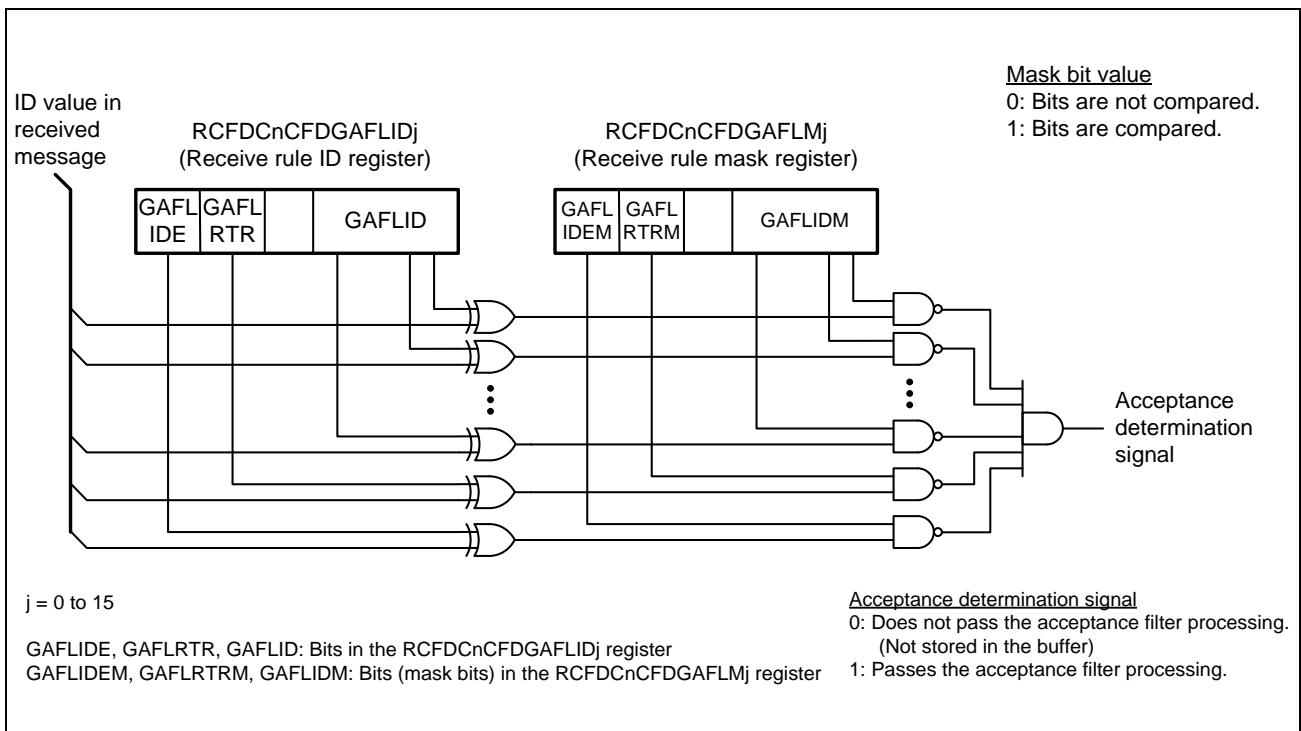 Mask bit value
0: Bits are not compared.
1: Bits are compared.
ID value in
received
message
RCFDCnCFDGAFLIDj
(Receive rule ID register)
RCFDCnCFDGAFLMj
(Receive rule mask register)
GAFL
IDE
GAFL
RTR
GAFLID
GAFL
IDEM
GAFL
RTRM
GAFLIDM
Acceptance
determination
signal
j = 0 to 15
GAFLIDE, GAFLRTR, GAFLID: Bits in the RCFDCnCFDGAFLIDj register
GAFLIDEM, GAFLRTRM, GAFLIDM: Bits (mask bits) in the RCFDCnCFDGAFLMj register
Acceptance determination signal
0: Does not pass the acceptance filter processing.
(Not stored in the buffer)
1: Passes the acceptance filter processing.